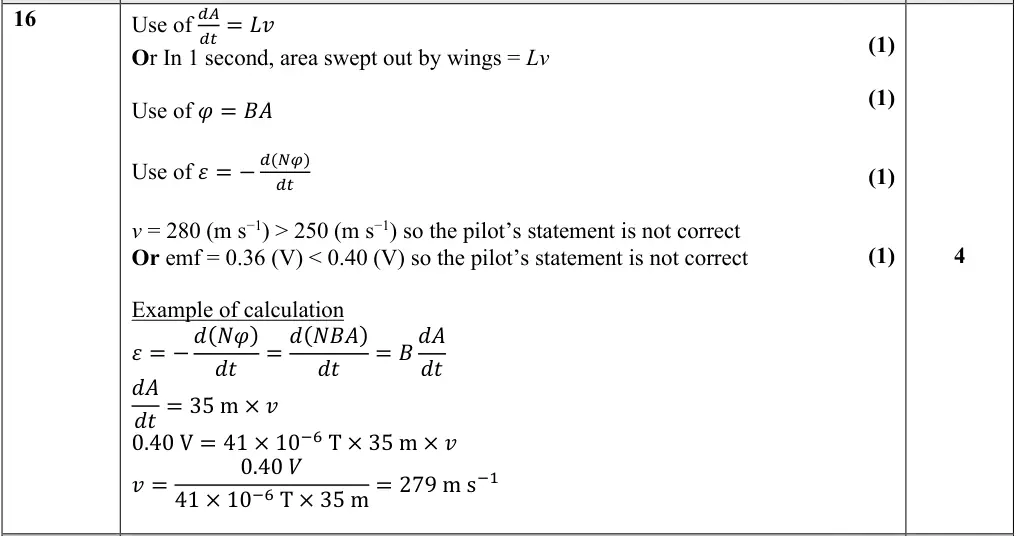 16
Use of dA/dt = Lv
Or In 1 second, area swept out by wings = Lv (1)
Use of φ = BA (1)
Use of ε = −d(Nφ)/dt (1)
v = 280 (m s⁻¹) > 250 (m s⁻¹) so the pilot’s statement is not correct
Or emf = 0.36 (V) < 0.40 (V) so the pilot’s statement is not correct (1) 4
Example of calculation
ε = −d(Nφ)/dt = d(NBA)/dt = B dA/dt
dA/dt = 35 m × v
0.40 V = 41 × 10⁻⁶ T × 35 m × v
v = 0.40 V/41 × 10⁻⁶ T × 35 m = 279 m s⁻¹